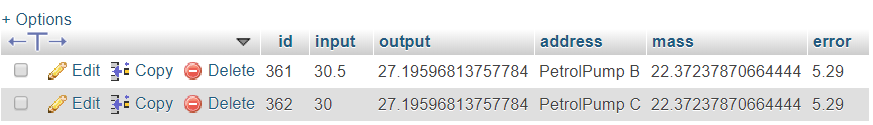 + Options
←T→ id input output address mass error
Edit Copy Delete 361 30.5 27.19596813757784 PetrolPump B 22.37237870664444 5.29
Edit Copy Delete 362 30 27.19596813757784 PetrolPump C 22.37237870664444 5.29